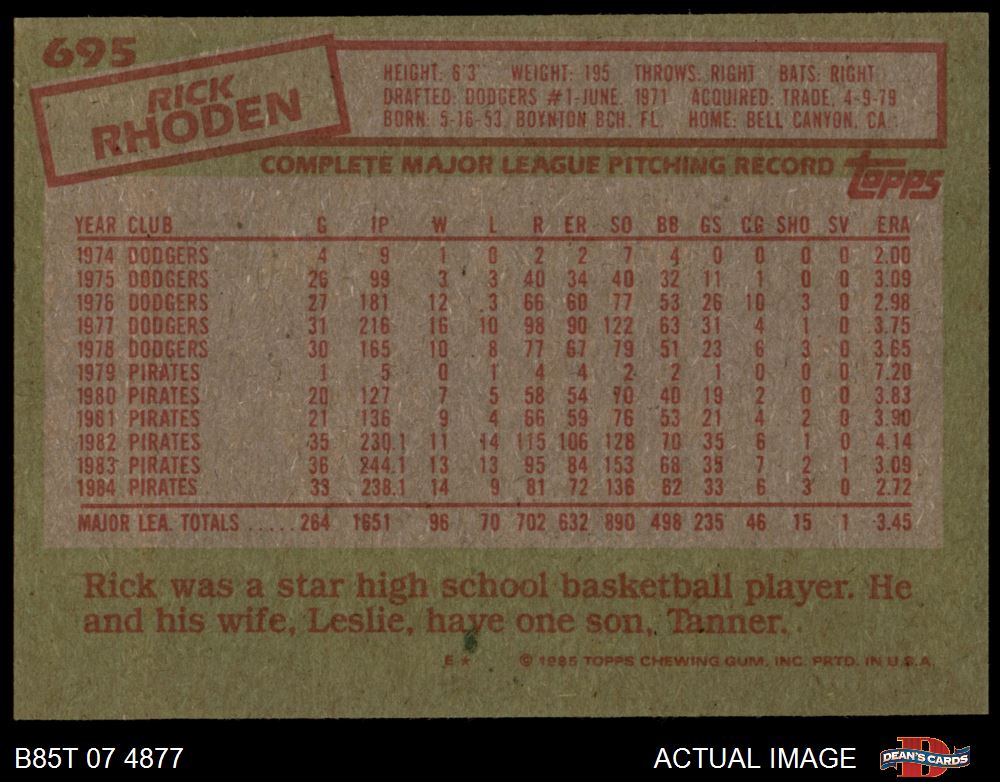 695
RICK
RHODEN
HEIGHT: 6'3" WEIGHT: 195 THROWS: RIGHT BATS: RIGHT
DRAFTED: DODGERS #1-JUNE, 1971 ACQUIRED: TRADE, 4-9-79
BORN: 5-16-53, BOYNTON BCH, FL. HOME: BELL CANYON, CA.
COMPLETE MAJOR LEAGUE PITCHING RECORD
Topps
YEAR CLUB G IP W L R ER SO BB GS CG SHO SV ERA
1974 DODGERS 4 9 1 0 2 2 7 4 0 0 0 0 2.00
1975 DODGERS 26 99 3 3 40 34 40 32 11 1 0 0 3.09
1976 DODGERS 27 181 12 3 66 60 77 53 26 10 3 0 2.98
1977 DODGERS 31 216 16 10 98 90 122 63 31 4 1 0 3.75
1978 DODGERS 30 165 10 8 77 67 79 51 23 6 3 0 3.65
1979 PIRATES 1 5 0 1 4 4 2 2 1 0 0 0 7.20
1980 PIRATES 20 127 7 5 58 54 70 40 19 2 0 0 3.83
1981 PIRATES 21 136 9 4 66 59 76 53 21 4 2 0 3.90
1982 PIRATES 35 230.1 11 14 115 106 128 70 35 6 1 0 4.14
1983 PIRATES 36 244.1 13 13 95 84 153 68 35 7 2 1 3.09
1984 PIRATES 33 238.1 14 9 81 72 136 62 33 6 3 0 2.72
MAJOR LEA. TOTALS ..... 264 1651 96 70 702 632 890 498 235 46 15 1 3.45
Rick was a star high school basketball player. He
and his wife, Leslie, have one son, Tanner.
E * © 1985 TOPPS CHEWING GUM, INC. PRTD. IN U.S.A.
B85T 07 4877 ACTUAL IMAGE DEAN'S CARDS